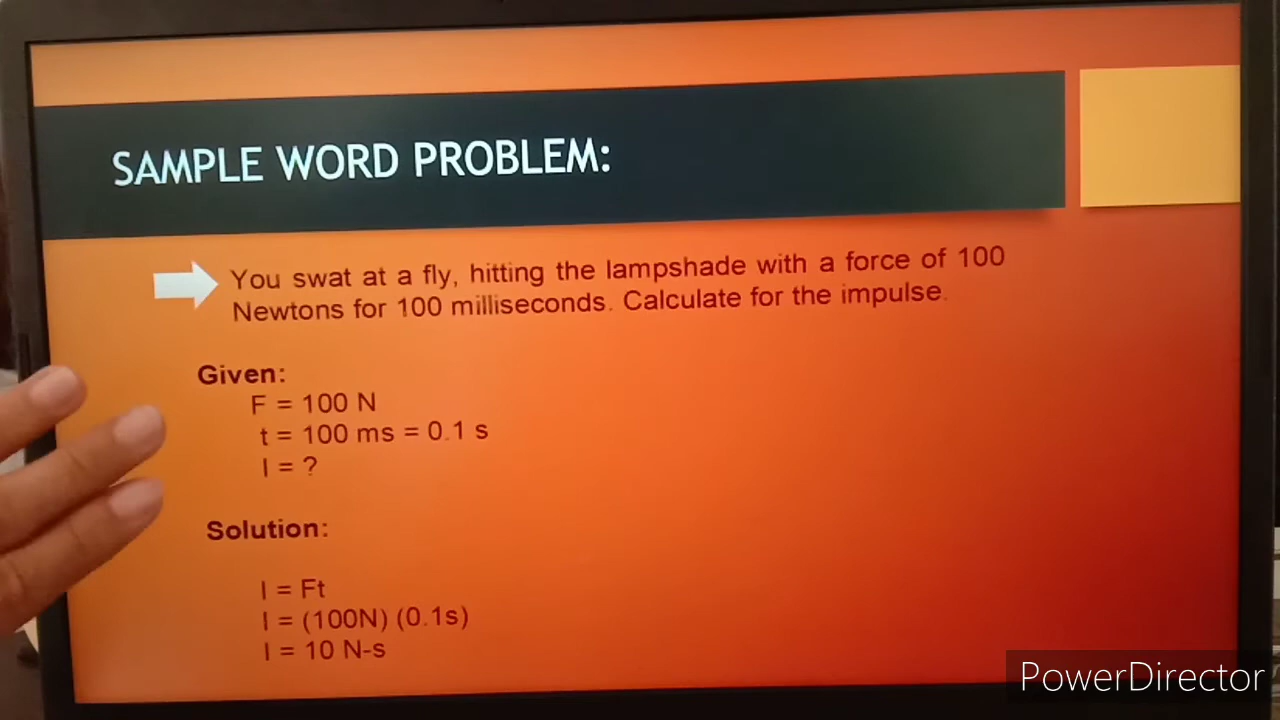 SAMPLE WORD PROBLEM:
You swat at a fly, hitting the lampshade with a force of 100
Newtons for 100 milliseconds. Calculate for the impulse.
Given:
F = 100 N
t = 100 ms = 0.1 s
I = ?
Solution:
I = Ft
I = (100N) (0.1s)
I = 10 N-s
PowerDirector